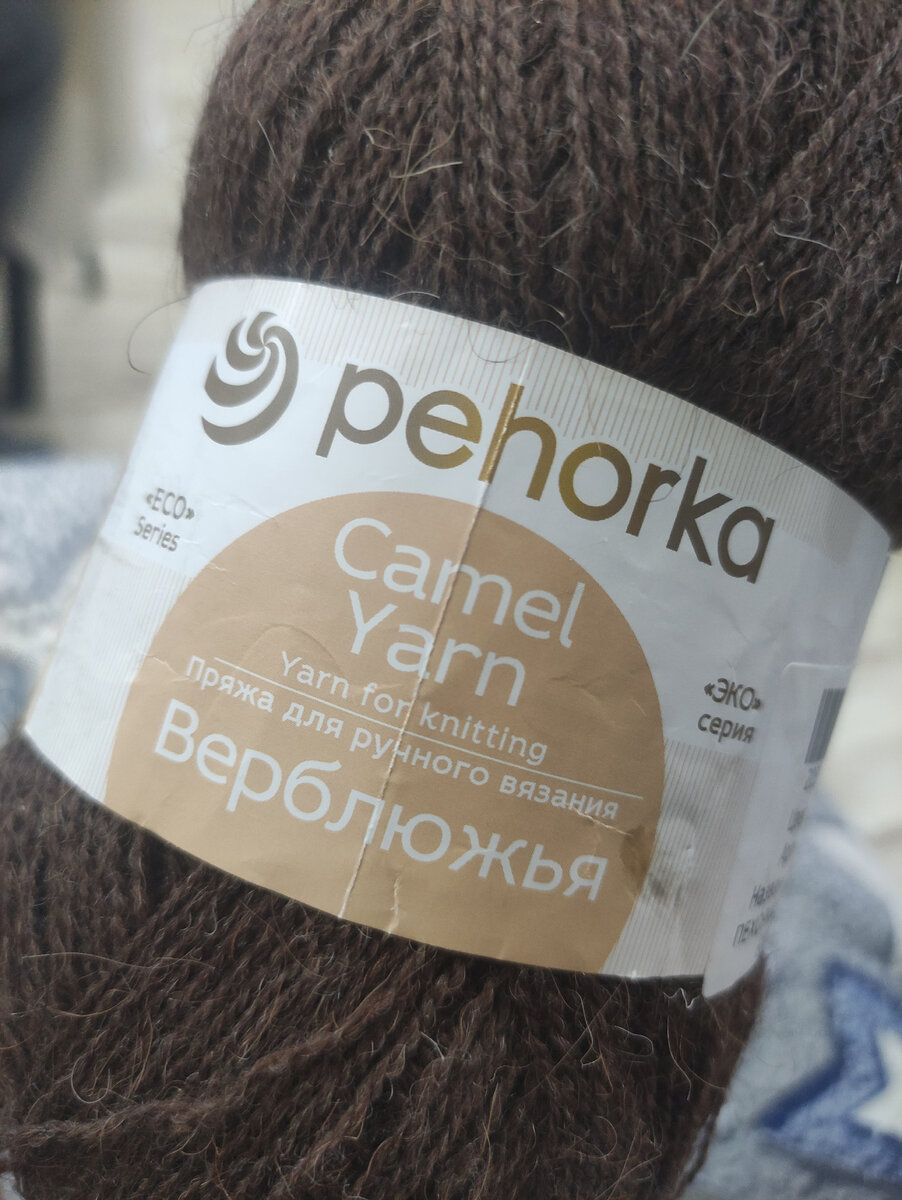 pehorka
«ECO»
Series
Camel
Yarn
Yarn for knitting
Пряжа для ручного вязания
Верблюжья
«ЭКО»
серия